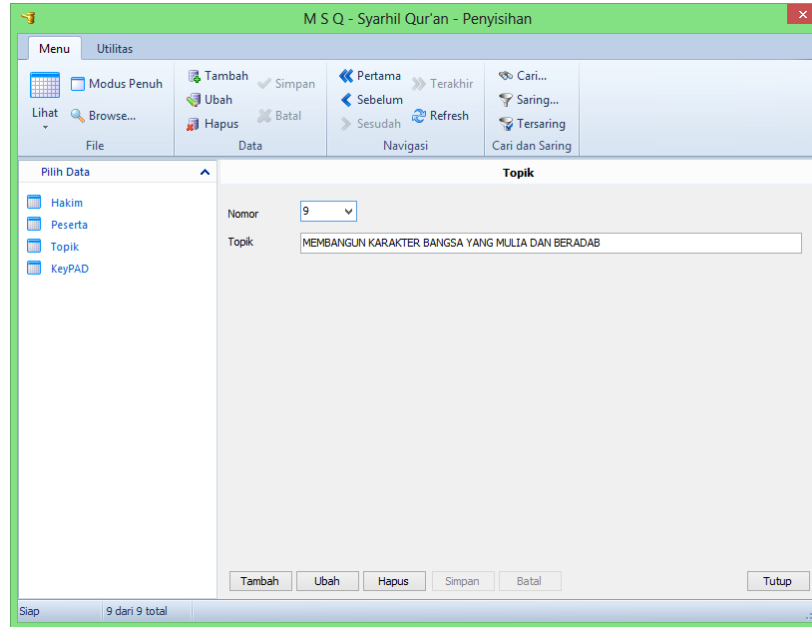 M S Q - Syarhil Qur'an - Penyisihan
Menu Utilitas
Lihat
Modus Penuh
Browse...
File
Tambah
Ubah
Hapus
Simpan
Batal
Data
Pertama
Sebelum
Sesudah
Terakhir
Refresh
Navigasi
Cari...
Saring...
Tersaring
Cari dan Saring
Pilih Data
Hakim
Peserta
Topik
KeyPAD
Topik
Nomor 9
Topik MEMBANGUN KARAKTER BANGSA YANG MULIA DAN BERADAB
Tambah Ubah Hapus Simpan Batal Tutup
Siap 9 dari 9 total